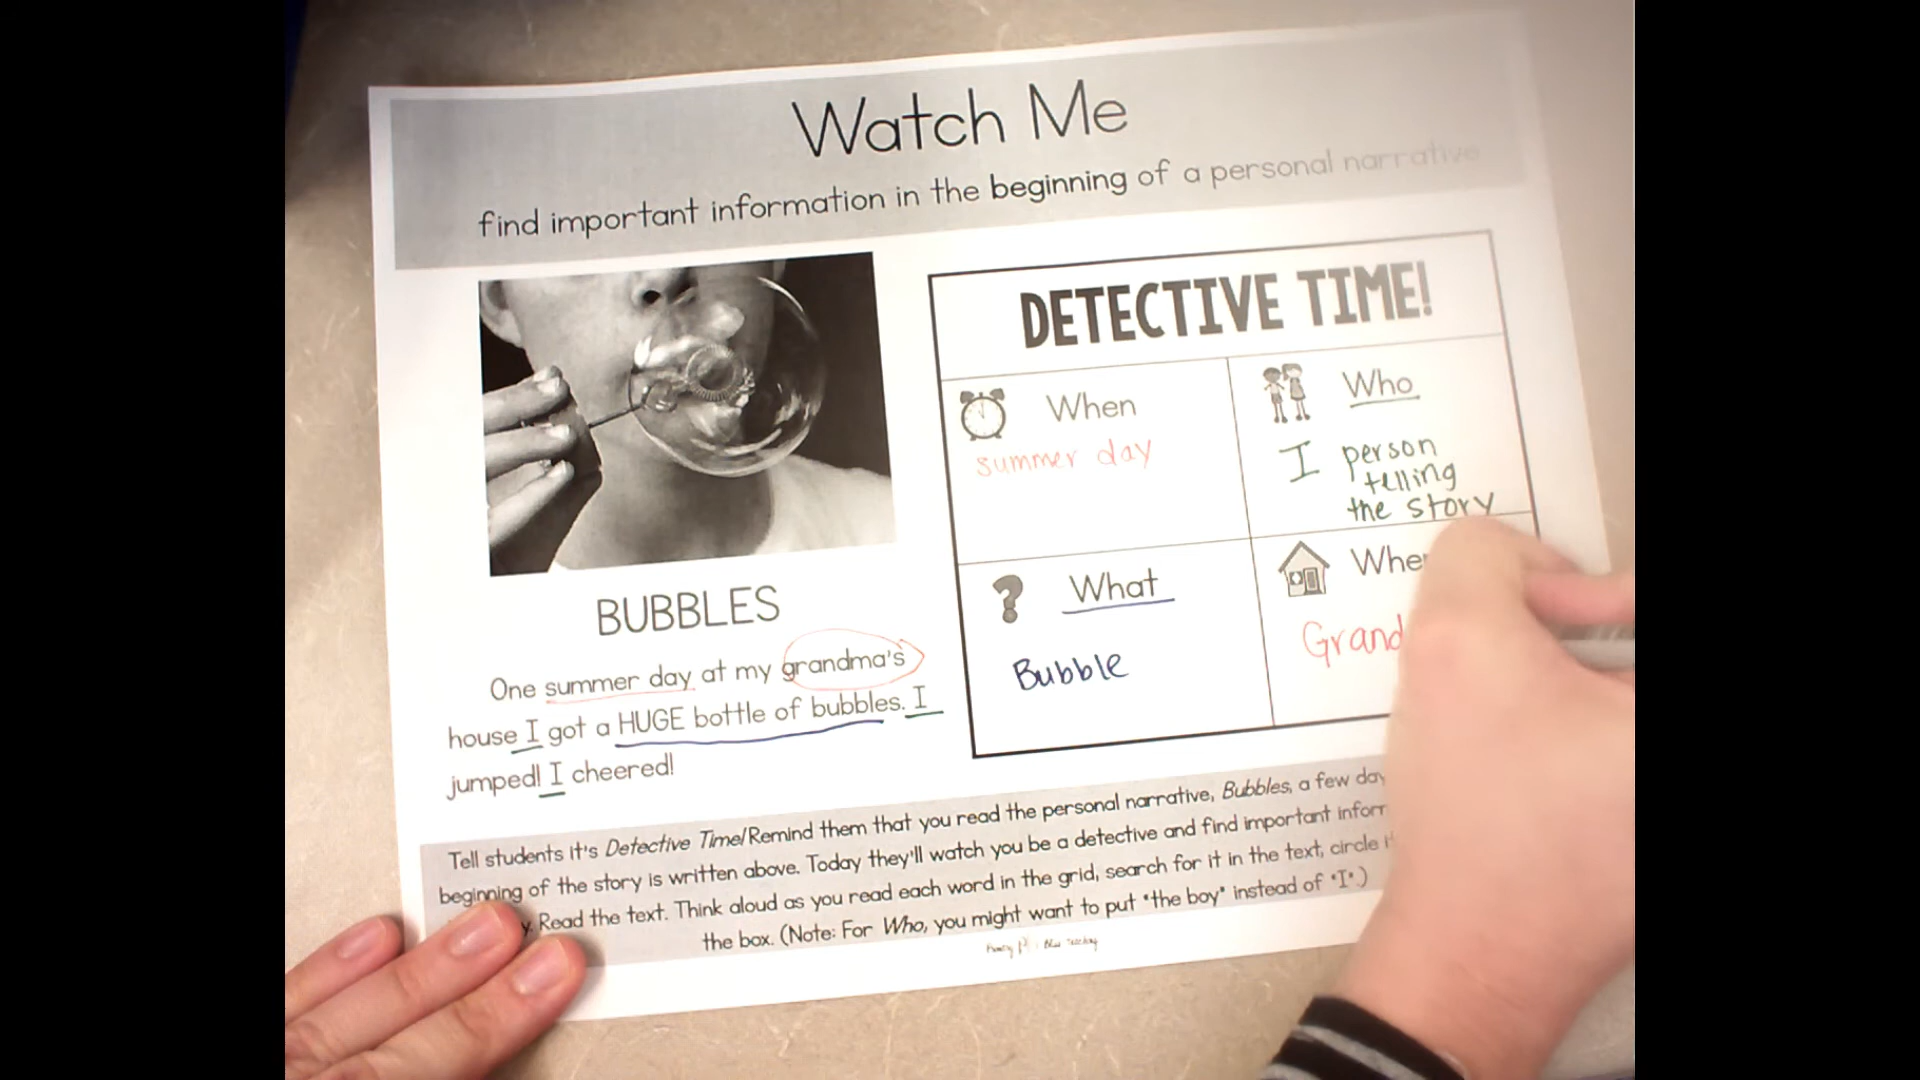 Watch Me
find important information in the beginning of a personal narrative
DETECTIVE TIME!
When
summer day
Who
I person
telling
the story
What
Bubble
Whe
Grand
BUBBLES
One summer day at my grandma's
house I got a HUGE bottle of bubbles. I
jumped! I cheered!
Tell students it's Detective Time! Remind them that you read the personal narrative, Bubbles, a few day
beginning of the story is written above. Today they'll watch you be a detective and find important infor
Read the text. Think aloud as you read each word in the grid, search for it in the text, circle i
the box. (Note: For Who, you might want to put "the boy" instead of "I".)